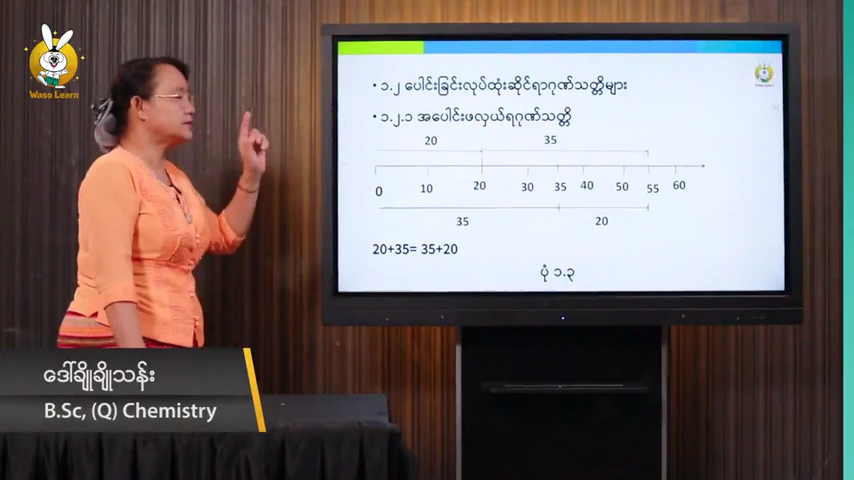 Waso Learn
• ၁.၂ ပေါင်းခြင်းလုပ်ထုံးဆိုင်ရာဂုဏ်သတ္တိများ
• ၁.၂.၁ အပေါင်းဖလှယ်ရဂုဏ်သတ္တိ
20 35
0 10 20 30 35 40 50 55 60
35 20
20+35= 35+20
ပုံ ၁.၃
ဒေါ်ချိုချိုသန်း
B.Sc, (Q) Chemistry